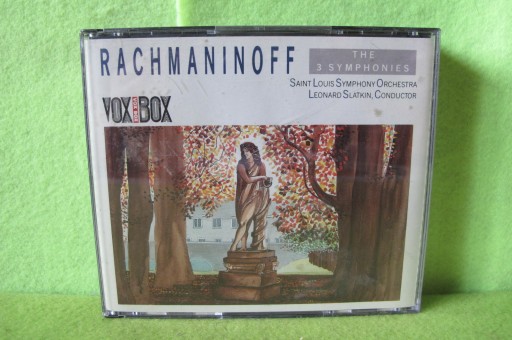 RACHMANINOFF
THE
3 SYMPHONIES
SAINT LOUIS SYMPHONY ORCHESTRA
LEONARD SLATKIN, CONDUCTOR
VOX BOX